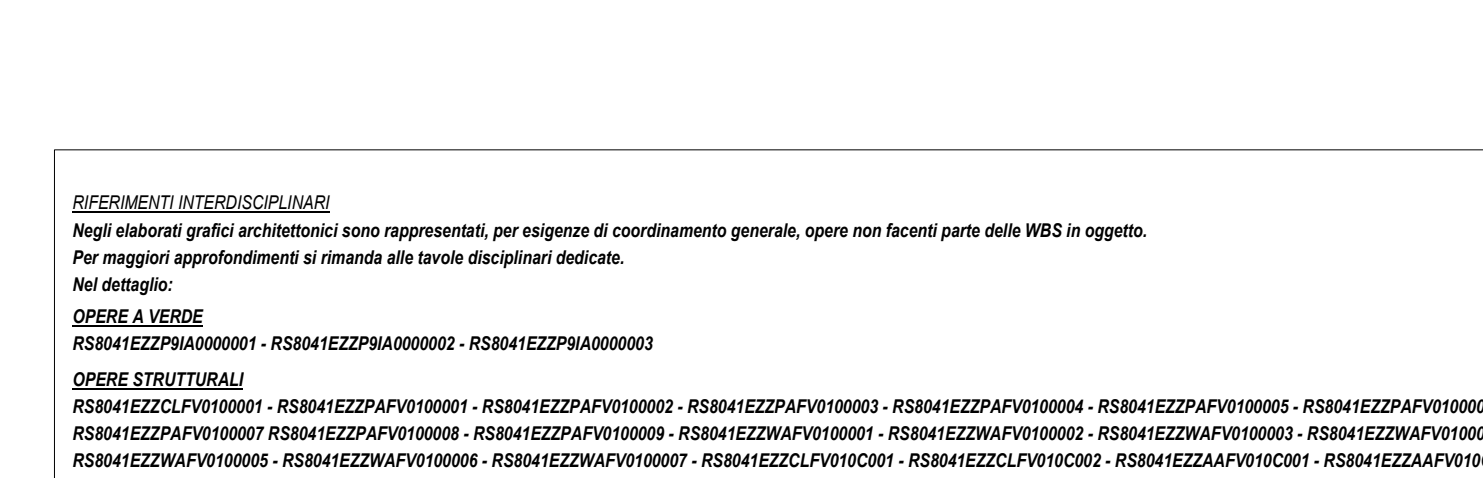 RIFERIMENTI INTERDISCIPLINARI
Negli elaborati grafici architettonici sono rappresentati, per esigenze di coordinamento generale, opere non facenti parte delle WBS in oggetto.
Per maggiori approfondimenti si rimanda alle tavole disciplinari dedicate.
Nel dettaglio:
OPERE A VERDE
RS8041EZZP9IA0000001 - RS8041EZZP9IA0000002 - RS8041EZZP9IA0000003
OPERE STRUTTURALI
RS8041EZZCLFV0100001 - RS8041EZZPAFV0100001 - RS8041EZZPAFV0100002 - RS8041EZZPAFV0100003 - RS8041EZZPAFV0100004 - RS8041EZZPAFV0100005 -
RS8041EZZPAFV0100007 RS8041EZZPAFV0100008 - RS8041EZZPAFV0100009 - RS8041EZZWAFV0100001 - RS8041EZZWAFV0100002 - RS8041EZZWAFV0100003 -
RS8041EZZWAFV0100005 - RS8041EZZWAFV0100006 - RS8041EZZWAFV0100007 - RS8041EZZCLFV010C001 - RS8041EZZCLFV010C002 - RS8041EZZAAFV010C001 -